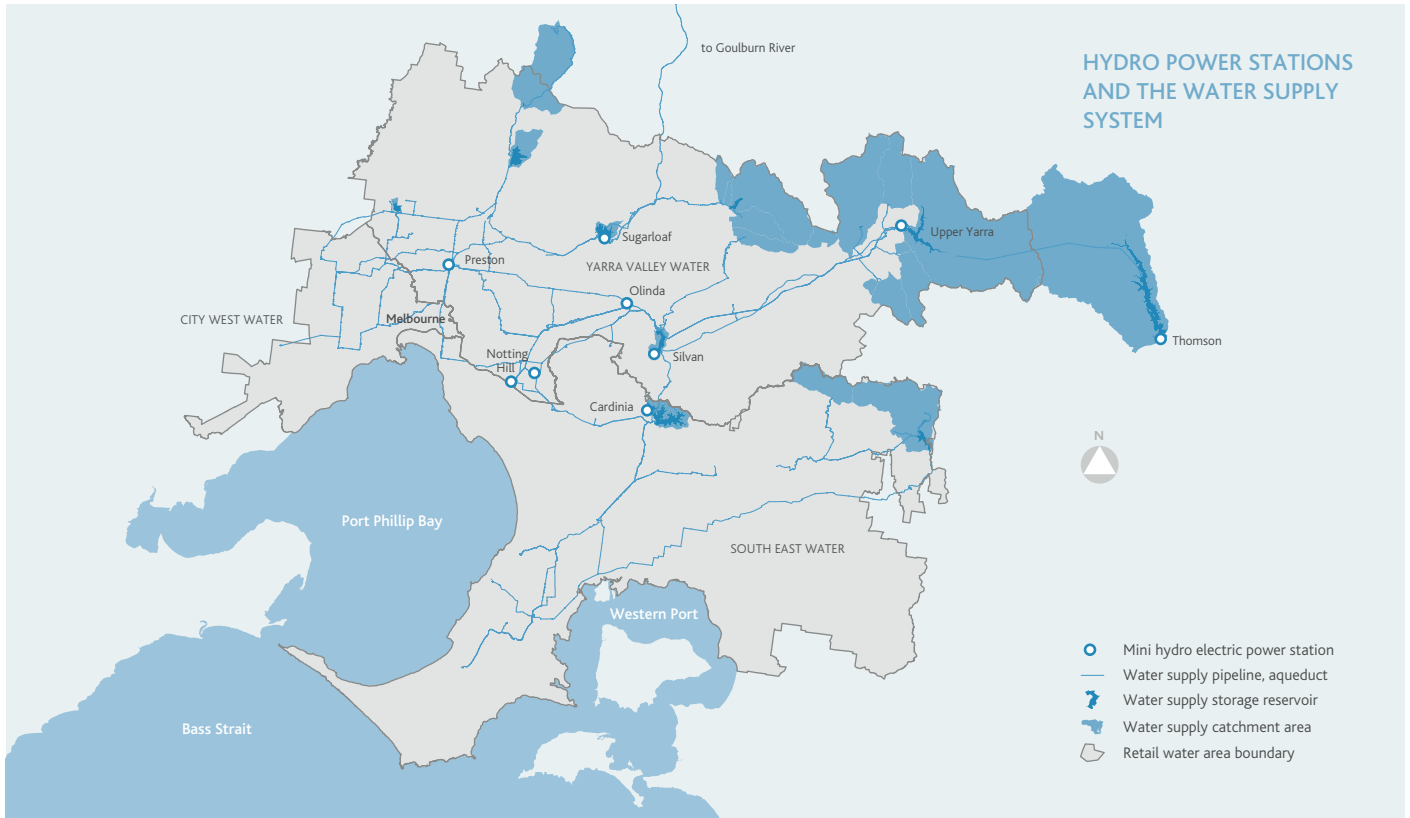 to Goulburn River
HYDRO POWER STATIONS
AND THE WATER SUPPLY
SYSTEM
Upper Yarra
Sugarloaf
Preston
YARRA VALLEY WATER
Olinda
CITY WEST WATER
Melbourne
Thomson
Notting
Hill
Silvan
Cardinia
N
Port Phillip Bay
SOUTH EAST WATER
Western Port
Bass Strait
Mini hydro electric power station
Water supply pipeline, aqueduct
Water supply storage reservoir
Water supply catchment area
Retail water area boundary